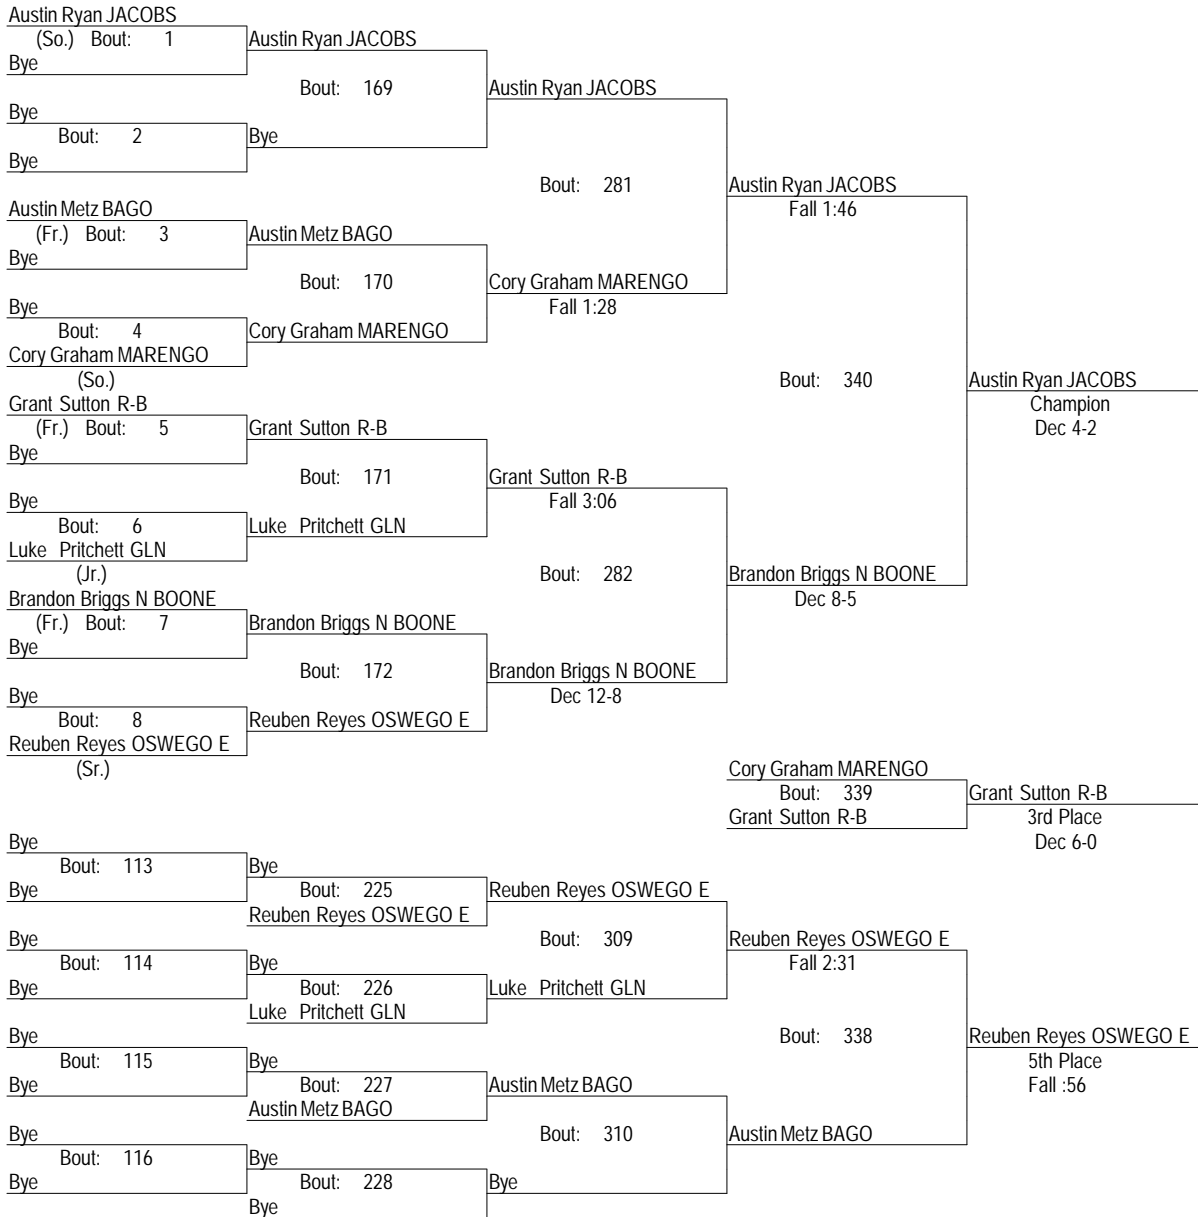 Austin Ryan JACOBS
(So.) Bout: 1 Austin Ryan JACOBS
Bye
Bout: 169 Austin Ryan JACOBS
Bye
Bout: 2 Bye
Bye
Bout: 281 Austin Ryan JACOBS
Austin Metz BAGO Fall 1:46
(Fr.) Bout: 3 Austin Metz BAGO
Bye
Bout: 170 Cory Graham MARENGO
Bye Fall 1:28
Bout: 4 Cory Graham MARENGO
Cory Graham MARENGO
(So.) Bout: 340 Austin Ryan JACOBS
Grant Sutton R-B Champion
(Fr.) Bout: 5 Grant Sutton R-B Dec 4-2
Bye
Bout: 171 Grant Sutton R-B
Bye Fall 3:06
Bout: 6 Luke Pritchett GLN
Luke Pritchett GLN
(Jr.) Bout: 282 Brandon Briggs N BOONE
Brandon Briggs N BOONE Dec 8-5
(Fr.) Bout: 7 Brandon Briggs N BOONE
Bye
Bout: 172 Brandon Briggs N BOONE
Bye Dec 12-8
Bout: 8 Reuben Reyes OSWEGO E
Reuben Reyes OSWEGO E
(Sr.) Cory Graham MARENGO
Bout: 339 Grant Sutton R-B
Grant Sutton R-B 3rd Place
Bye Dec 6-0
Bout: 113 Bye
Bye Bout: 225 Reuben Reyes OSWEGO E
Reuben Reyes OSWEGO E
Bye Bout: 309 Reuben Reyes OSWEGO E
Bout: 114 Bye Fall 2:31
Bye Bout: 226 Luke Pritchett GLN
Luke Pritchett GLN
Bye Bout: 338 Reuben Reyes OSWEGO E
Bout: 115 Bye 5th Place
Bye Bout: 227 Austin Metz BAGO Fall :56
Austin Metz BAGO
Bye Bout: 310 Austin Metz BAGO
Bout: 116 Bye
Bye Bout: 228 Bye
Bye